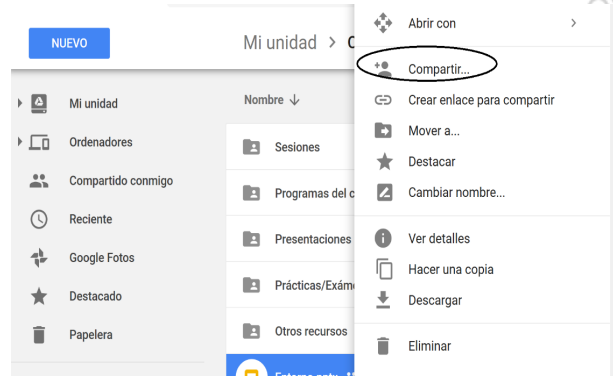 NUEVO
Mi unidad >
Mi unidad
Ordenadores
Compartido conmigo
Reciente
Google Fotos
Destacado
Papelera
Nombre ↓
Sesiones
Programas del c
Presentaciones
Prácticas/Exám
Otros recursos
Abrir con >
Compartir...
Crear enlace para compartir
Mover a...
Destacar
Cambiar nombre...
Ver detalles
Hacer una copia
Descargar
Eliminar